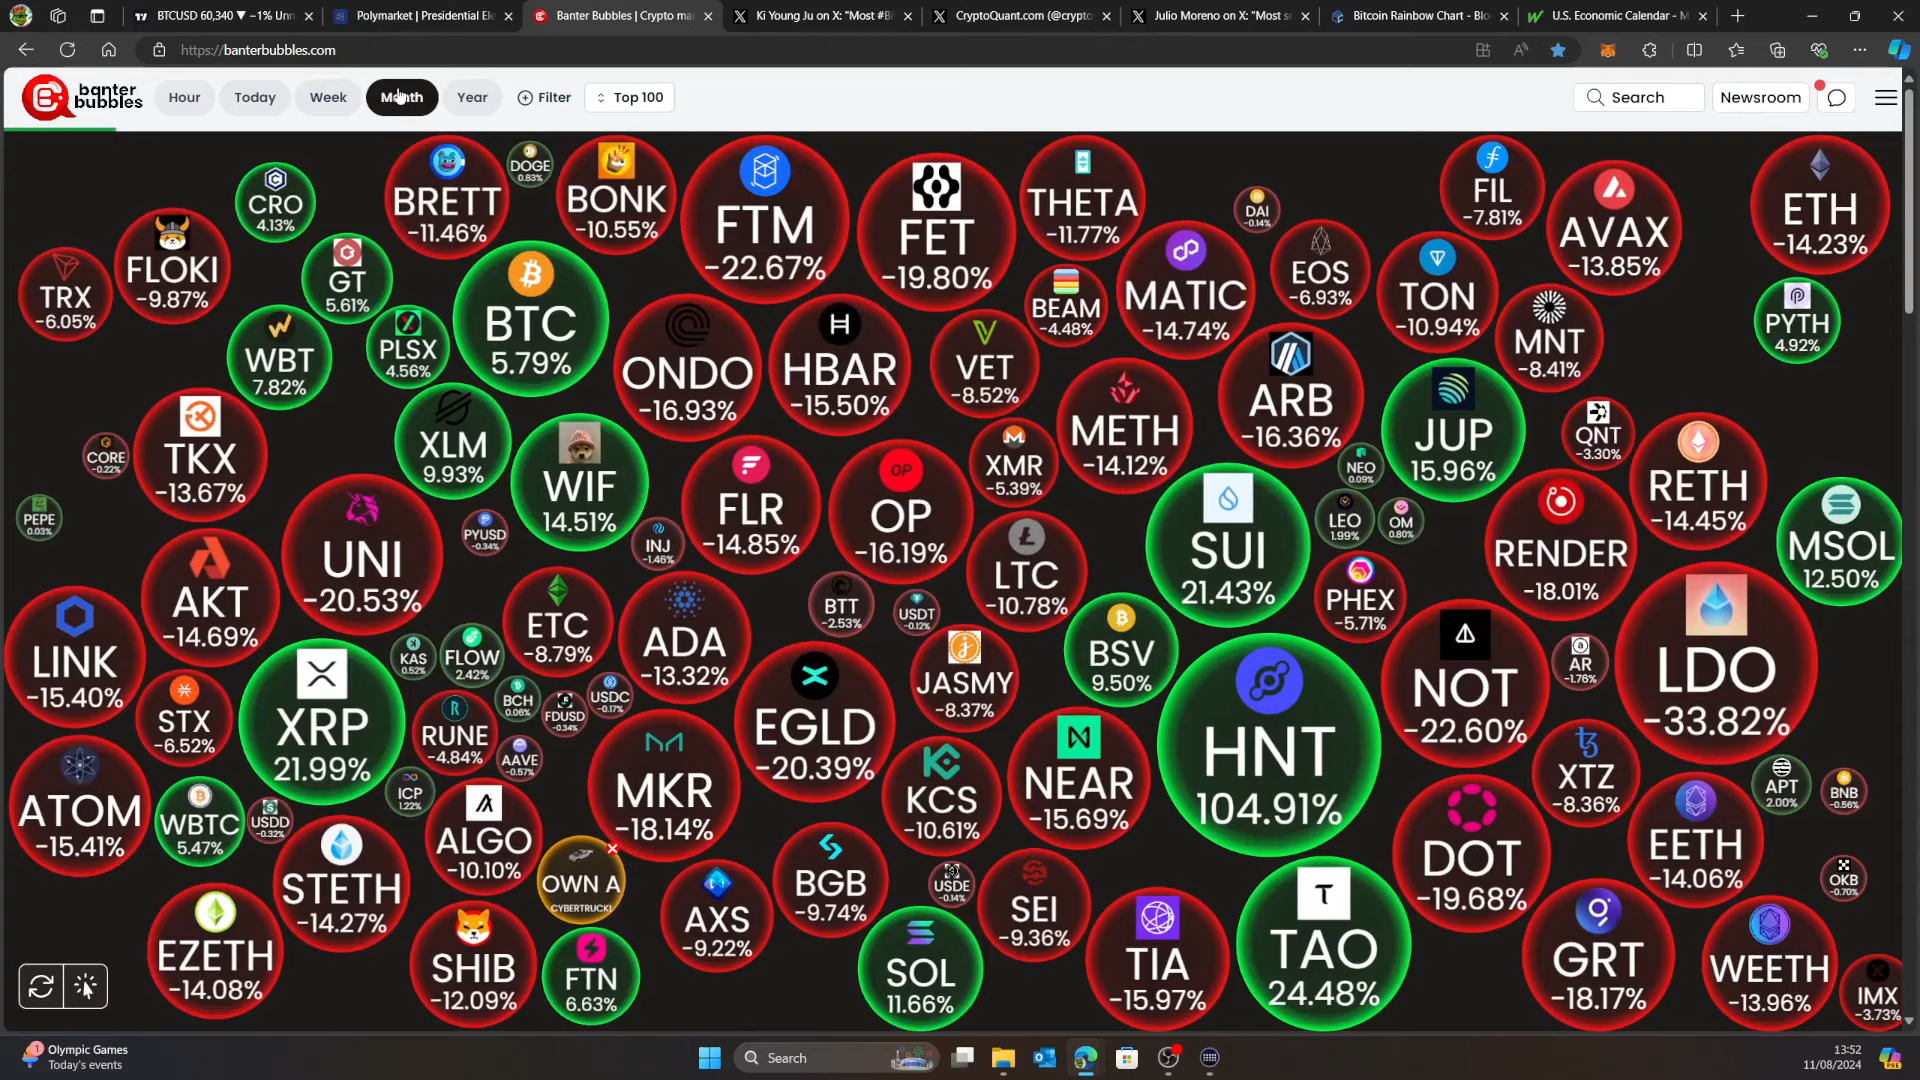 BTCUSD 60,340 ▼ −1% Unn
Polymarket | Presidential Ele
Banter Bubbles | Crypto mar
Ki Young Ju on X: "Most #Bi
CryptoQuant.com (@crypto
Julio Moreno on X: "Most s
Bitcoin Rainbow Chart - Blo
U.S. Economic Calendar - M
https://banterbubbles.com
banter
bubbles
Hour
Today
Week
Month
Year
Filter
Top 100
Search
Newsroom
DOGE
0.83%
CRO
4.13%
BRETT
-11.46%
BONK
-10.55%
FTM
-22.67%
FET
-19.80%
THETA
-11.77%
DAI
-0.14%
FIL
-7.81%
AVAX
-13.85%
ETH
-14.23%
TRX
-6.05%
FLOKI
-9.87%
GT
5.61%
BTC
5.79%
BEAM
-4.48%
MATIC
-14.74%
EOS
-6.93%
TON
-10.94%
MNT
-8.41%
PYTH
4.92%
WBT
7.82%
PLSX
4.56%
ONDO
-16.93%
HBAR
-15.50%
VET
-8.52%
ARB
-16.36%
CORE
-0.22%
TKX
-13.67%
XLM
9.93%
WIF
14.51%
XMR
-5.39%
METH
-14.12%
NEO
0.09%
JUP
15.96%
QNT
-3.30%
RETH
-14.45%
PEPE
0.03%
UNI
-20.53%
PYUSD
-0.34%
INJ
-1.46%
FLR
-14.85%
OP
-16.19%
LTC
-10.78%
SUI
21.43%
LEO
1.99%
OM
0.80%
RENDER
-18.01%
MSOL
12.50%
LINK
-15.40%
AKT
-14.69%
ETC
-8.79%
ADA
-13.32%
BTT
-2.53%
USDT
-0.12%
PHEX
-5.71%
STX
-6.52%
XRP
21.99%
KAS
0.52%
FLOW
2.42%
BCH
0.06%
FDUSD
-0.34%
USDC
-0.17%
RUNE
-4.84%
AAVE
-0.57%
JASMY
-8.37%
BSV
9.50%
NOT
-22.60%
AR
-1.76%
LDO
-33.82%
ATOM
-15.41%
WBTC
5.47%
USDD
-0.32%
ICP
1.22%
MKR
-18.14%
EGLD
-20.39%
KCS
-10.61%
NEAR
-15.69%
HNT
104.91%
XTZ
-8.36%
APT
2.00%
BNB
-0.56%
STETH
-14.27%
ALGO
-10.10%
OWN A
CYBERTRUCK!
AXS
-9.22%
BGB
-9.74%
USDE
-0.14%
SEI
-9.36%
DOT
-19.68%
EETH
-14.06%
OKB
-0.70%
EZETH
-14.08%
SHIB
-12.09%
FTN
6.63%
SOL
11.66%
TIA
-15.97%
TAO
24.48%
GRT
-18.17%
WEETH
-13.96%
IMX
-3.73%
1
Olympic Games
Today's events
Search
13:52
11/08/2024